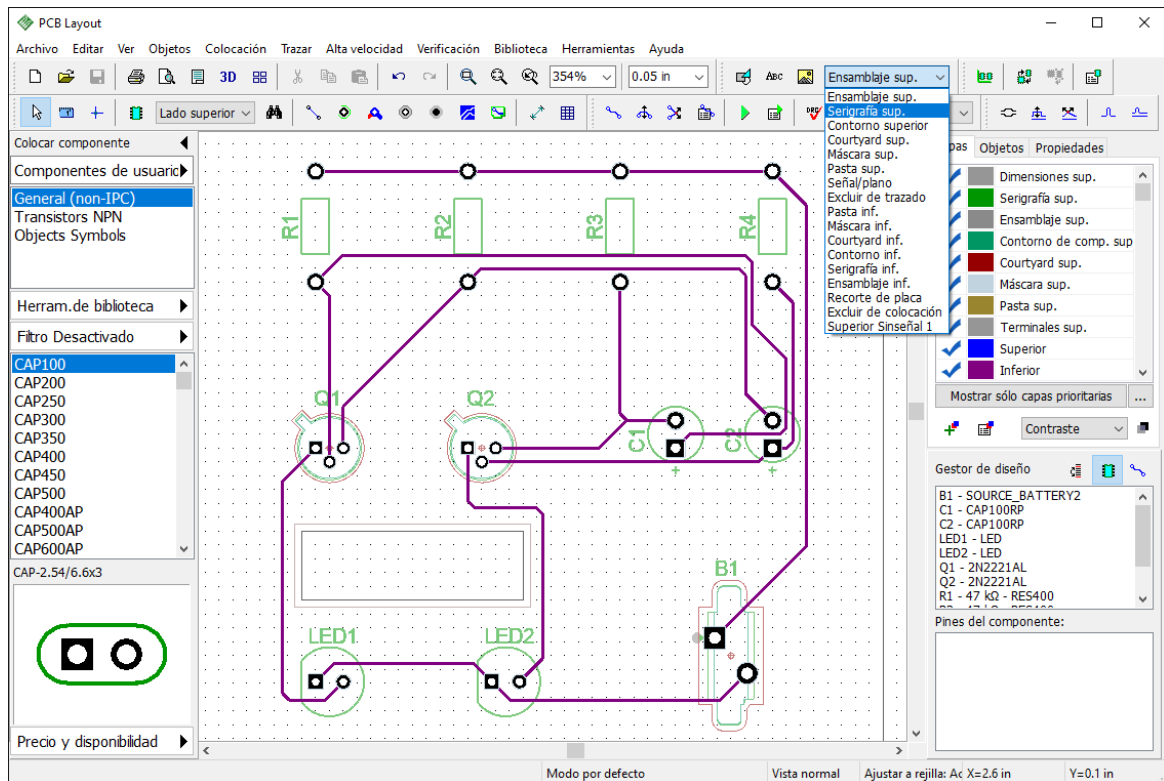 PCB Layout
Archivo Editar Ver Objetos Colocación Trazar Alta velocidad Verificación Biblioteca Herramientas Ayuda
3D 354% 0.05 in ABC Ensamblaje sup.
Lado superior DRC
Ensamblaje sup.
Serigrafía sup.
Contorno superior
Courtyard sup.
Máscara sup.
Pasta sup.
Señal/plano
Excluir de trazado
Pasta inf.
Máscara inf.
Courtyard inf.
Contorno inf.
Serigrafía inf.
Ensamblaje inf.
Recorte de placa
Excluir de colocación
Superior Sinseñal 1
Colocar componente
Componentes de usuaric
General (non-IPC)
Transistors NPN
Objects Symbols
Herram.de biblioteca
Filtro Desactivado
CAP100
CAP200
CAP250
CAP300
CAP350
CAP400
CAP450
CAP500
CAP400AP
CAP500AP
CAP600AP
CAP-2.54/6.6x3
Precio y disponibilidad
R1 R2 R3 R4
Q1 Q2 C1 C2
+ +
B1
LED1 LED2
pas Objetos Propiedades
Dimensiones sup.
Serigrafía sup.
Ensamblaje sup.
Contorno de comp. sup
Courtyard sup.
Máscara sup.
Pasta sup.
Terminales sup.
Superior
Inferior
Mostrar sólo capas prioritarias ...
Contraste
Gestor de diseño
B1 - SOURCE_BATTERY2
C1 - CAP100RP
C2 - CAP100RP
LED1 - LED
LED2 - LED
Q1 - 2N2221AL
Q2 - 2N2221AL
R1 - 47 kΩ - RES400
Pines del componente:
Modo por defecto Vista normal Ajustar a rejilla: Ac X=2.6 in Y=0.1 in